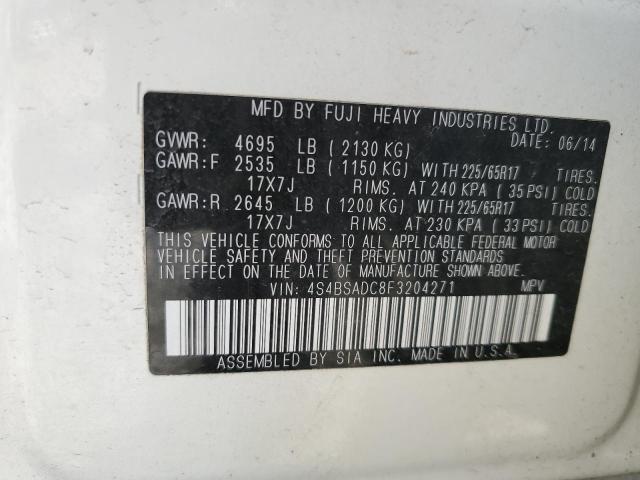 MFD BY FUJI HEAVY INDUSTRIES LTD.
DATE: 06/14
GVWR: 4695 LB (2130 KG)
GAWR:F 2535 LB (1150 KG) WITH 225/65R17 TIRES.
17X7J RIMS. AT 240 KPA (35 PSI) COLD
GAWR:R 2645 LB (1200 KG) WITH 225/65R17 TIRES.
17X7J RIMS. AT 230 KPA (33 PSI) COLD
THIS VEHICLE CONFORMS TO ALL APPLICABLE FEDERAL MOTOR
VEHICLE SAFETY AND THEFT PREVENTION STANDARDS
IN EFFECT ON THE DATE OF MANUFACTURE SHOWN ABOVE.
VIN: 4S4BSADC8F3204271 MPV
ASSEMBLED BY SIA INC. MADE IN U.S.A.